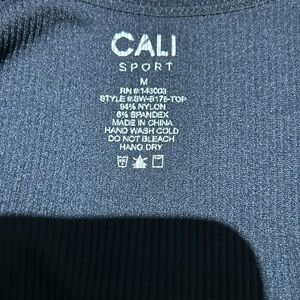 CALI
SPORT
M
RN #:143003
STYLE #:SW-B176-TOP
94% NYLON
6% SPANDEX
MADE IN CHINA
HAND WASH COLD
DO NOT BLEACH
HANG DRY